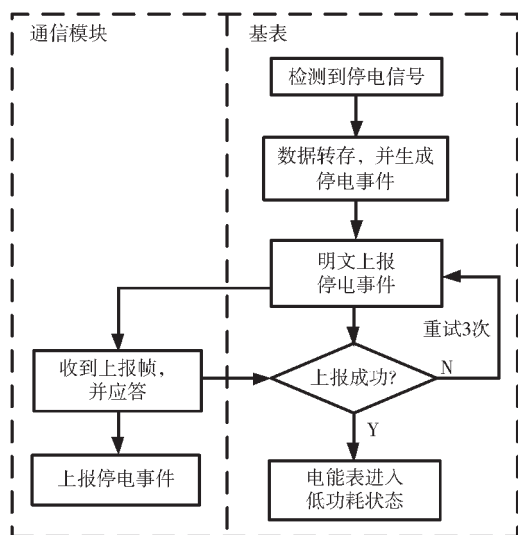 通信模块
基表
检测到停电信号
数据转存，并生成
停电事件
明文上报
停电事件
重试3次
收到上报帧，
并应答
上报成功?
N
Y
上报停电事件
电能表进入
低功耗状态